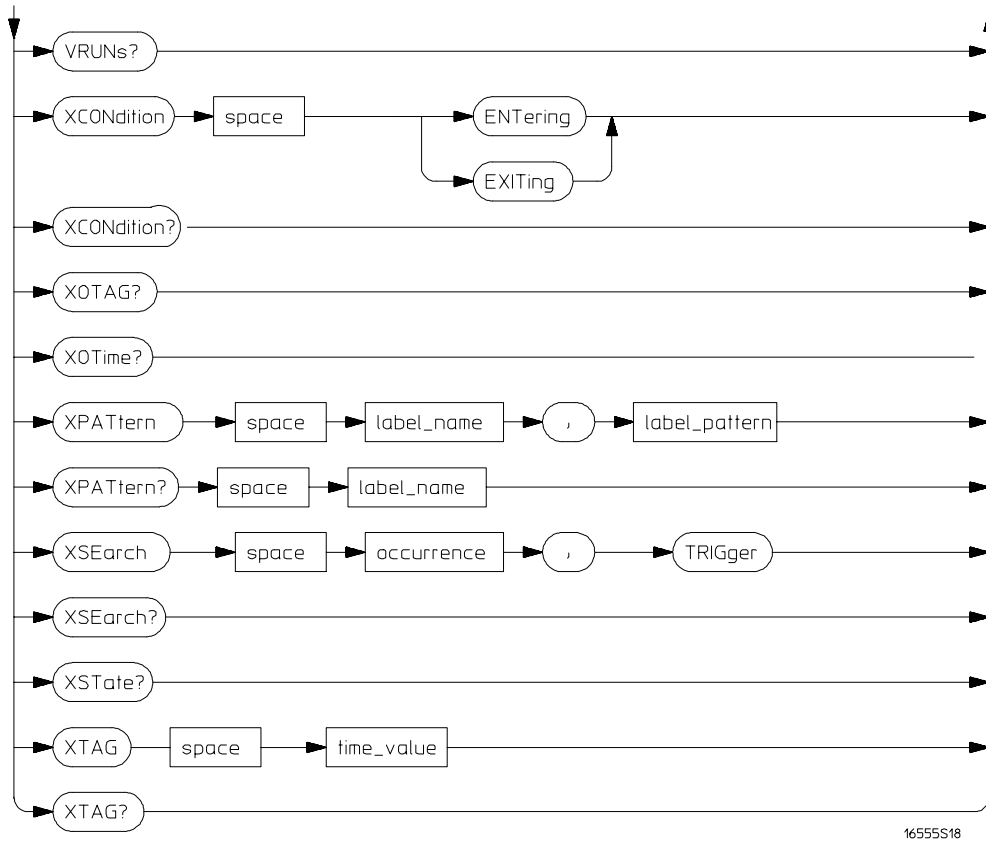 VRUNs?
XCONdition space ENTering
EXITing
XCONdition?
XOTAG?
XOTime?
XPATtern space label_name , label_pattern
XPATtern? space label_name
XSEarch space occurrence , TRIGger
XSEarch?
XSTate?
XTAG space time_value
XTAG?
16555S18